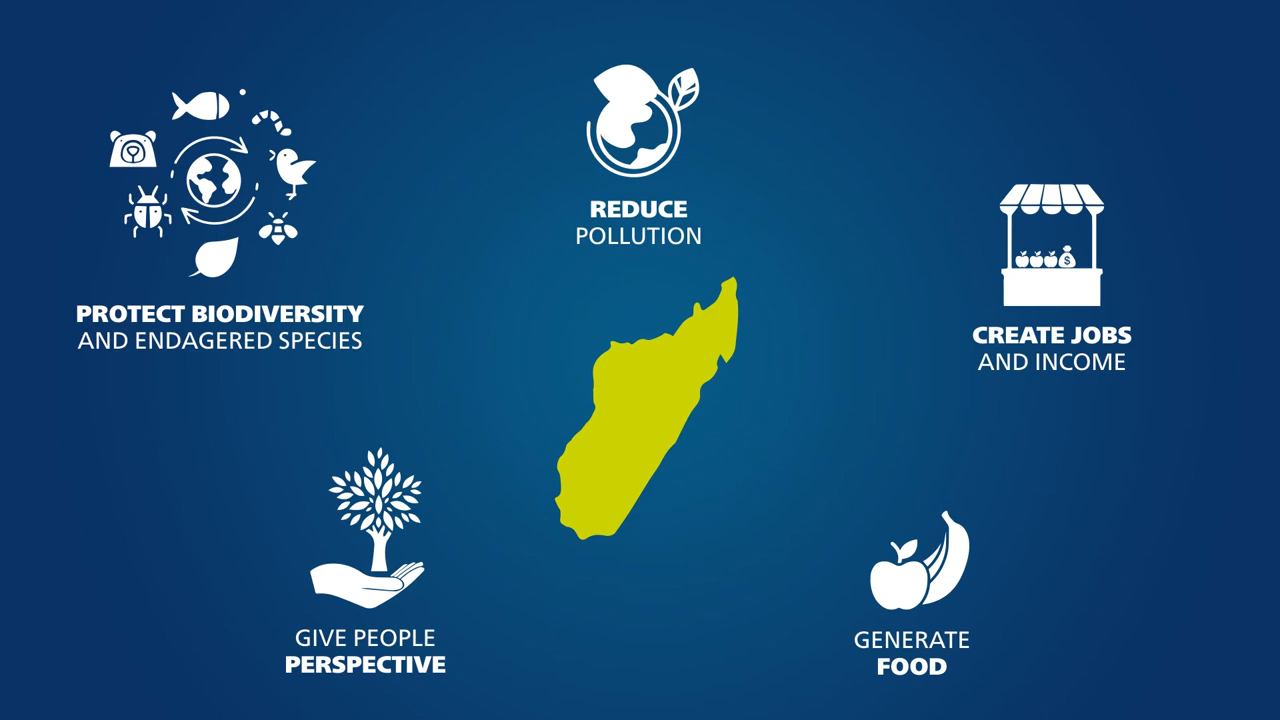 REDUCE
POLLUTION
PROTECT BIODIVERSITY
AND ENDAGERED SPECIES
CREATE JOBS
AND INCOME
$
GIVE PEOPLE
PERSPECTIVE
GENERATE
FOOD